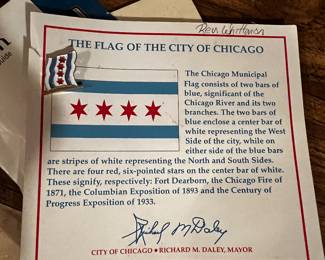 THE FLAG OF THE CITY OF CHICAGO
The Chicago Municipal
Flag consists of two bars of
blue, significant of the
Chicago River and its two
branches. The two bars of
blue enclose a center bar of
white representing the West
Side of the city, while on
either side of the blue bars
are stripes of white representing the North and South Sides.
There are four red, six-pointed stars on the center bar of white.
These signify, respectively: Fort Dearborn, the Chicago Fire of
1871, the Columbian Exposition of 1893 and the Century of
Progress Exposition of 1933.
Richard M Daley
CITY OF CHICAGO • RICHARD M. DALEY, MAYOR